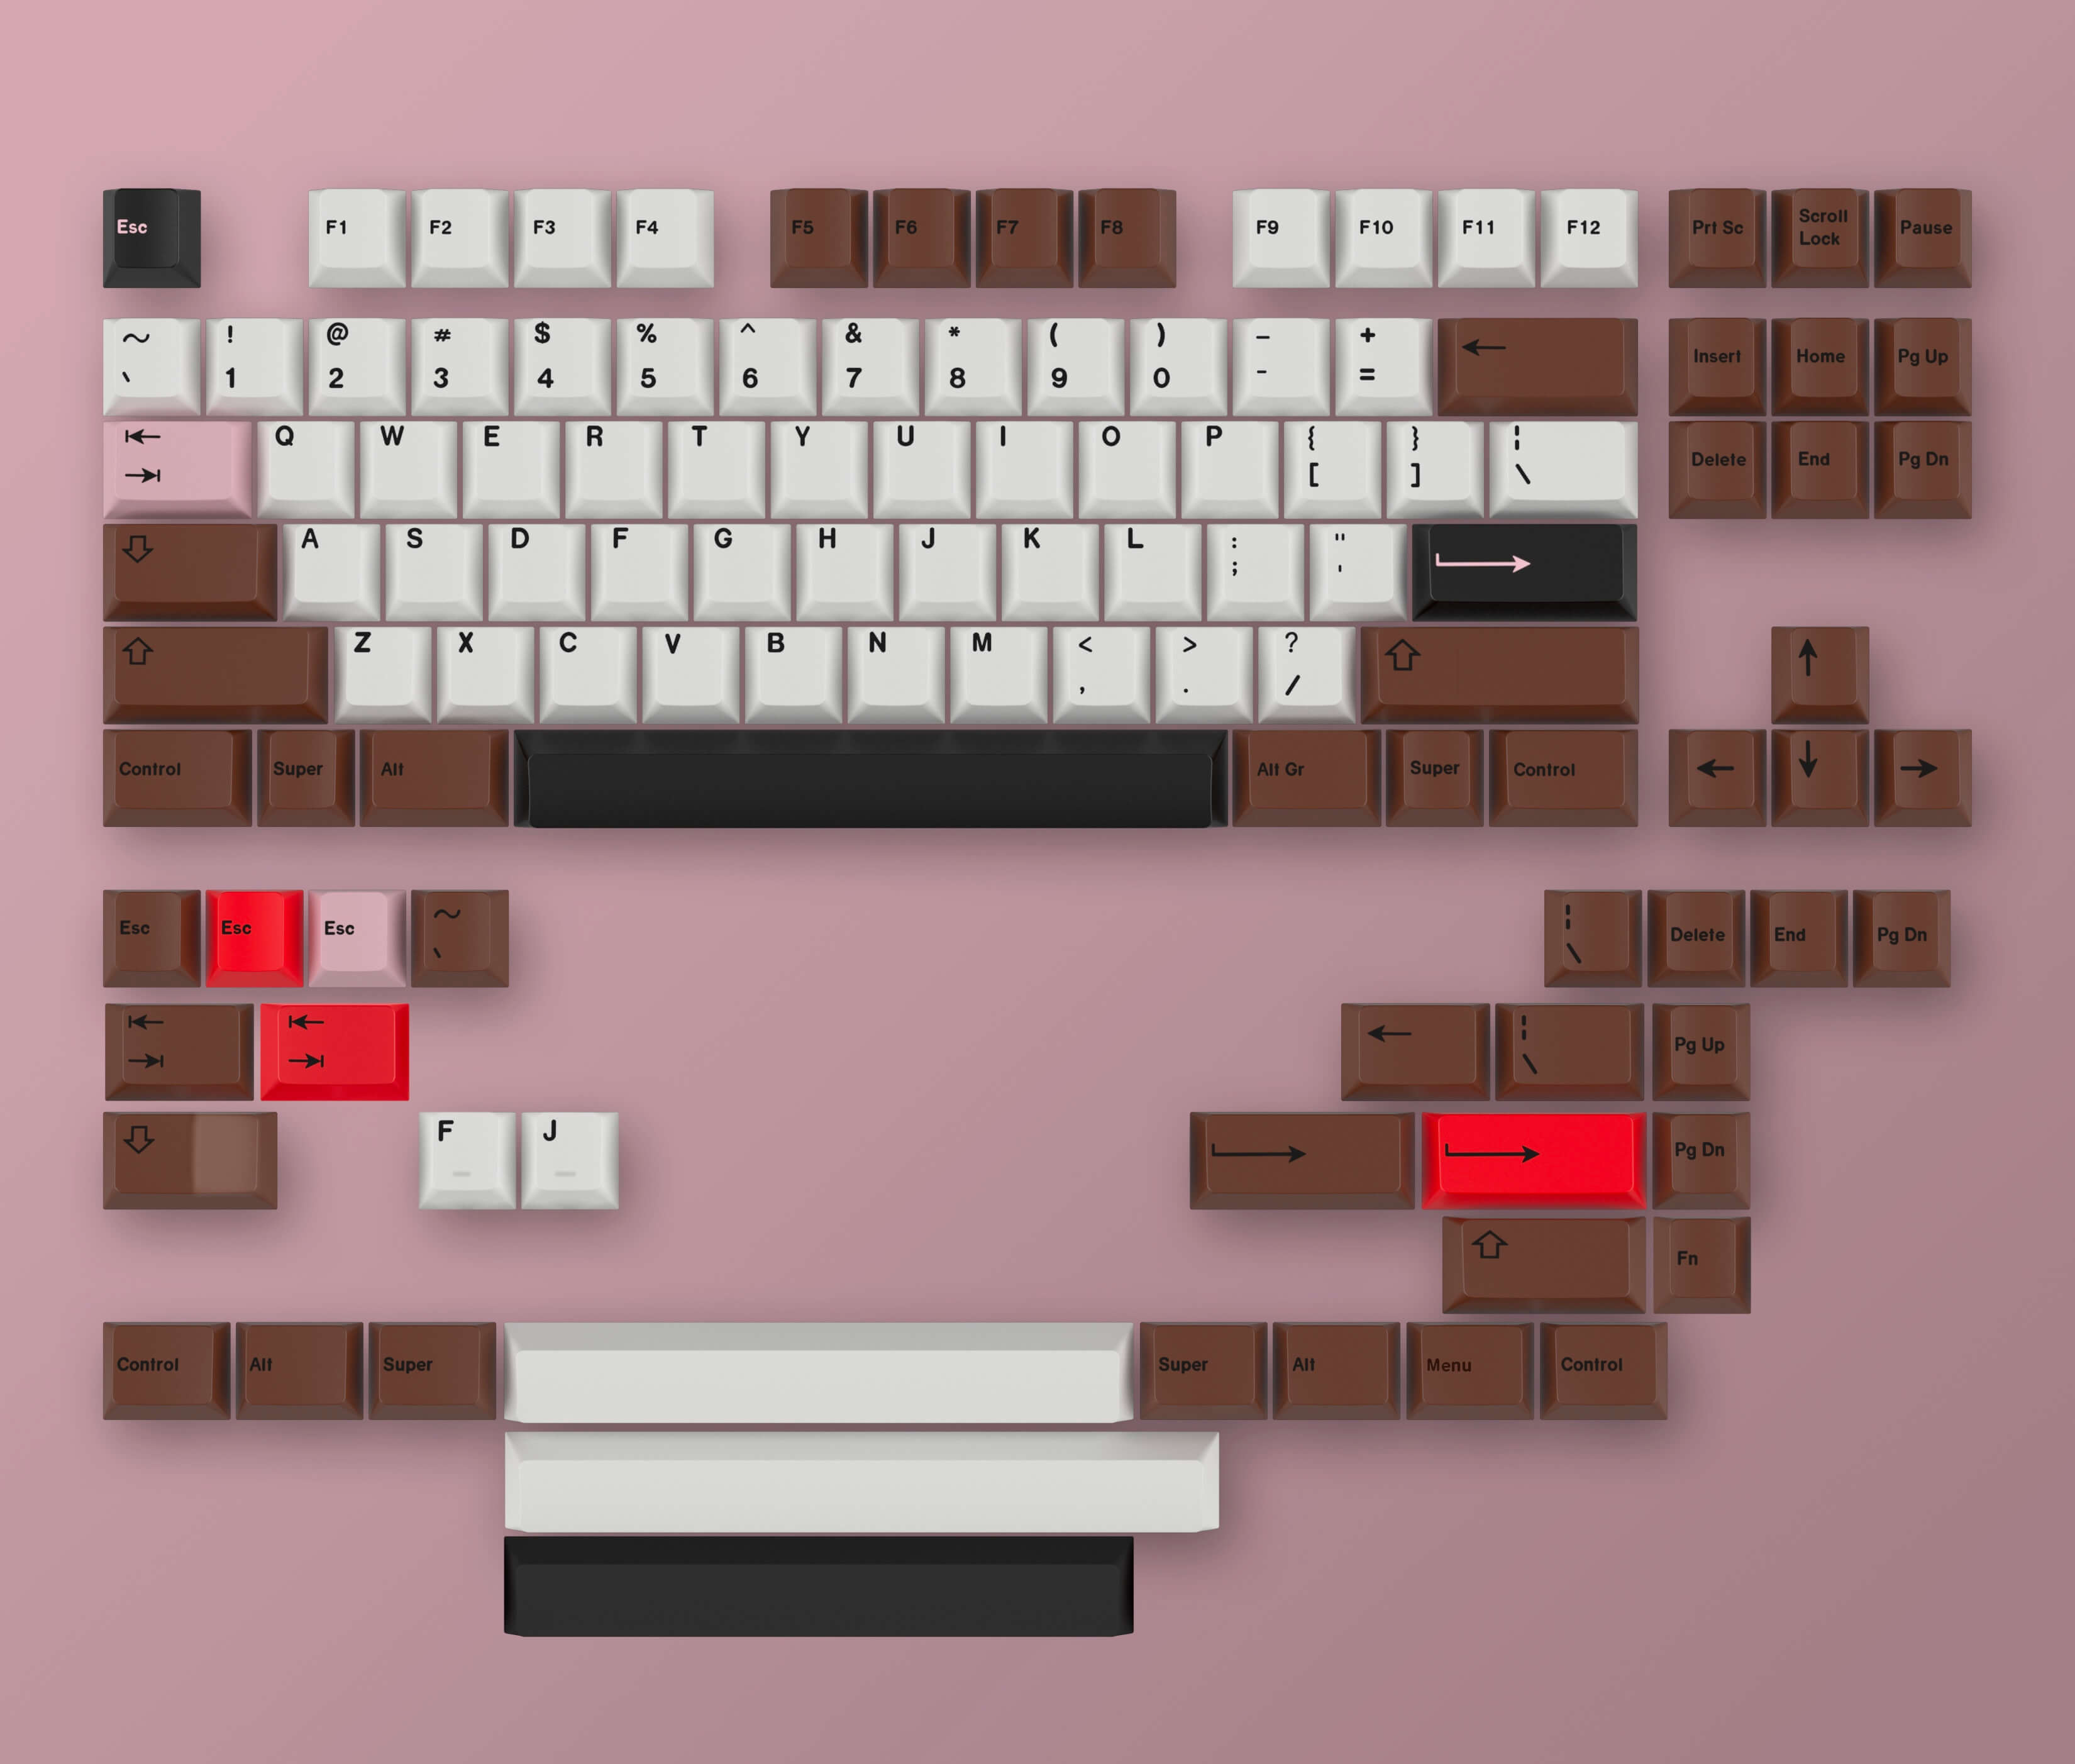 Esc F1 F2 F3 F4 F5 F6 F7 F8 F9 F10 F11 F12 Prt Sc Scroll Lock Pause
~ ! @ # $ % ^ & * ( ) _ + ←
` 1 2 3 4 5 6 7 8 9 0 - = Insert Home Pg Up
⇤ Q W E R T Y U I O P { } ¦
⇥ [ ] \ Delete End Pg Dn
⇩ A S D F G H J K L : "
; '
⇧ Z X C V B N M < > ? ⇧ ↑
, . /
Control Super Alt Alt Gr Super Control ← ↓ →
Esc Esc Esc ~ ¦ Delete End Pg Dn
` \
⇤ ⇤ ← ¦ Pg Up
⇥ ⇥ \
⇩ F J Pg Dn
⇧ Fn
Control Alt Super Super Alt Menu Control